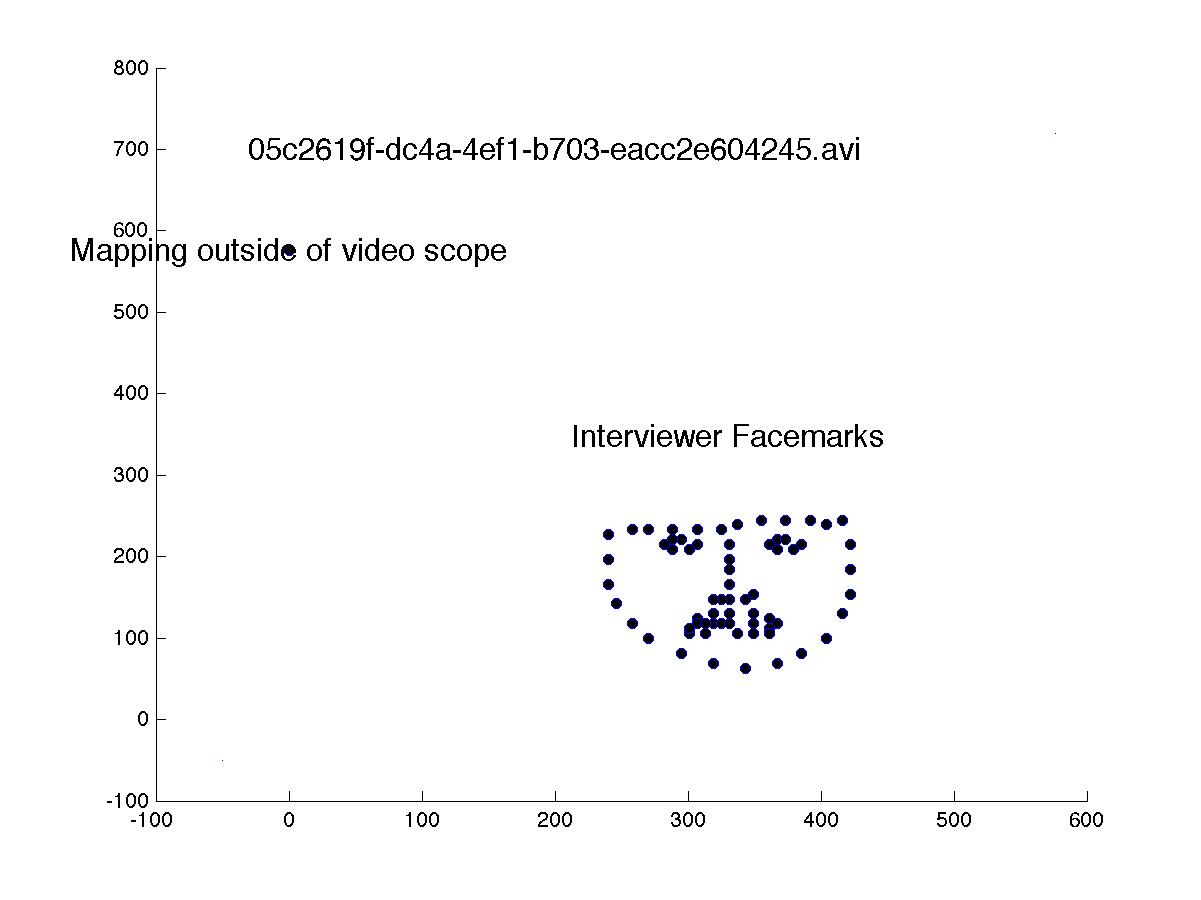 800
700
05c2619f-dc4a-4ef1-b703-eacc2e604245.avi
600
Mapping outside of video scope
500
400
Interviewer Facemarks
300
200
100
0
-100
-100 0 100 200 300 400 500 600